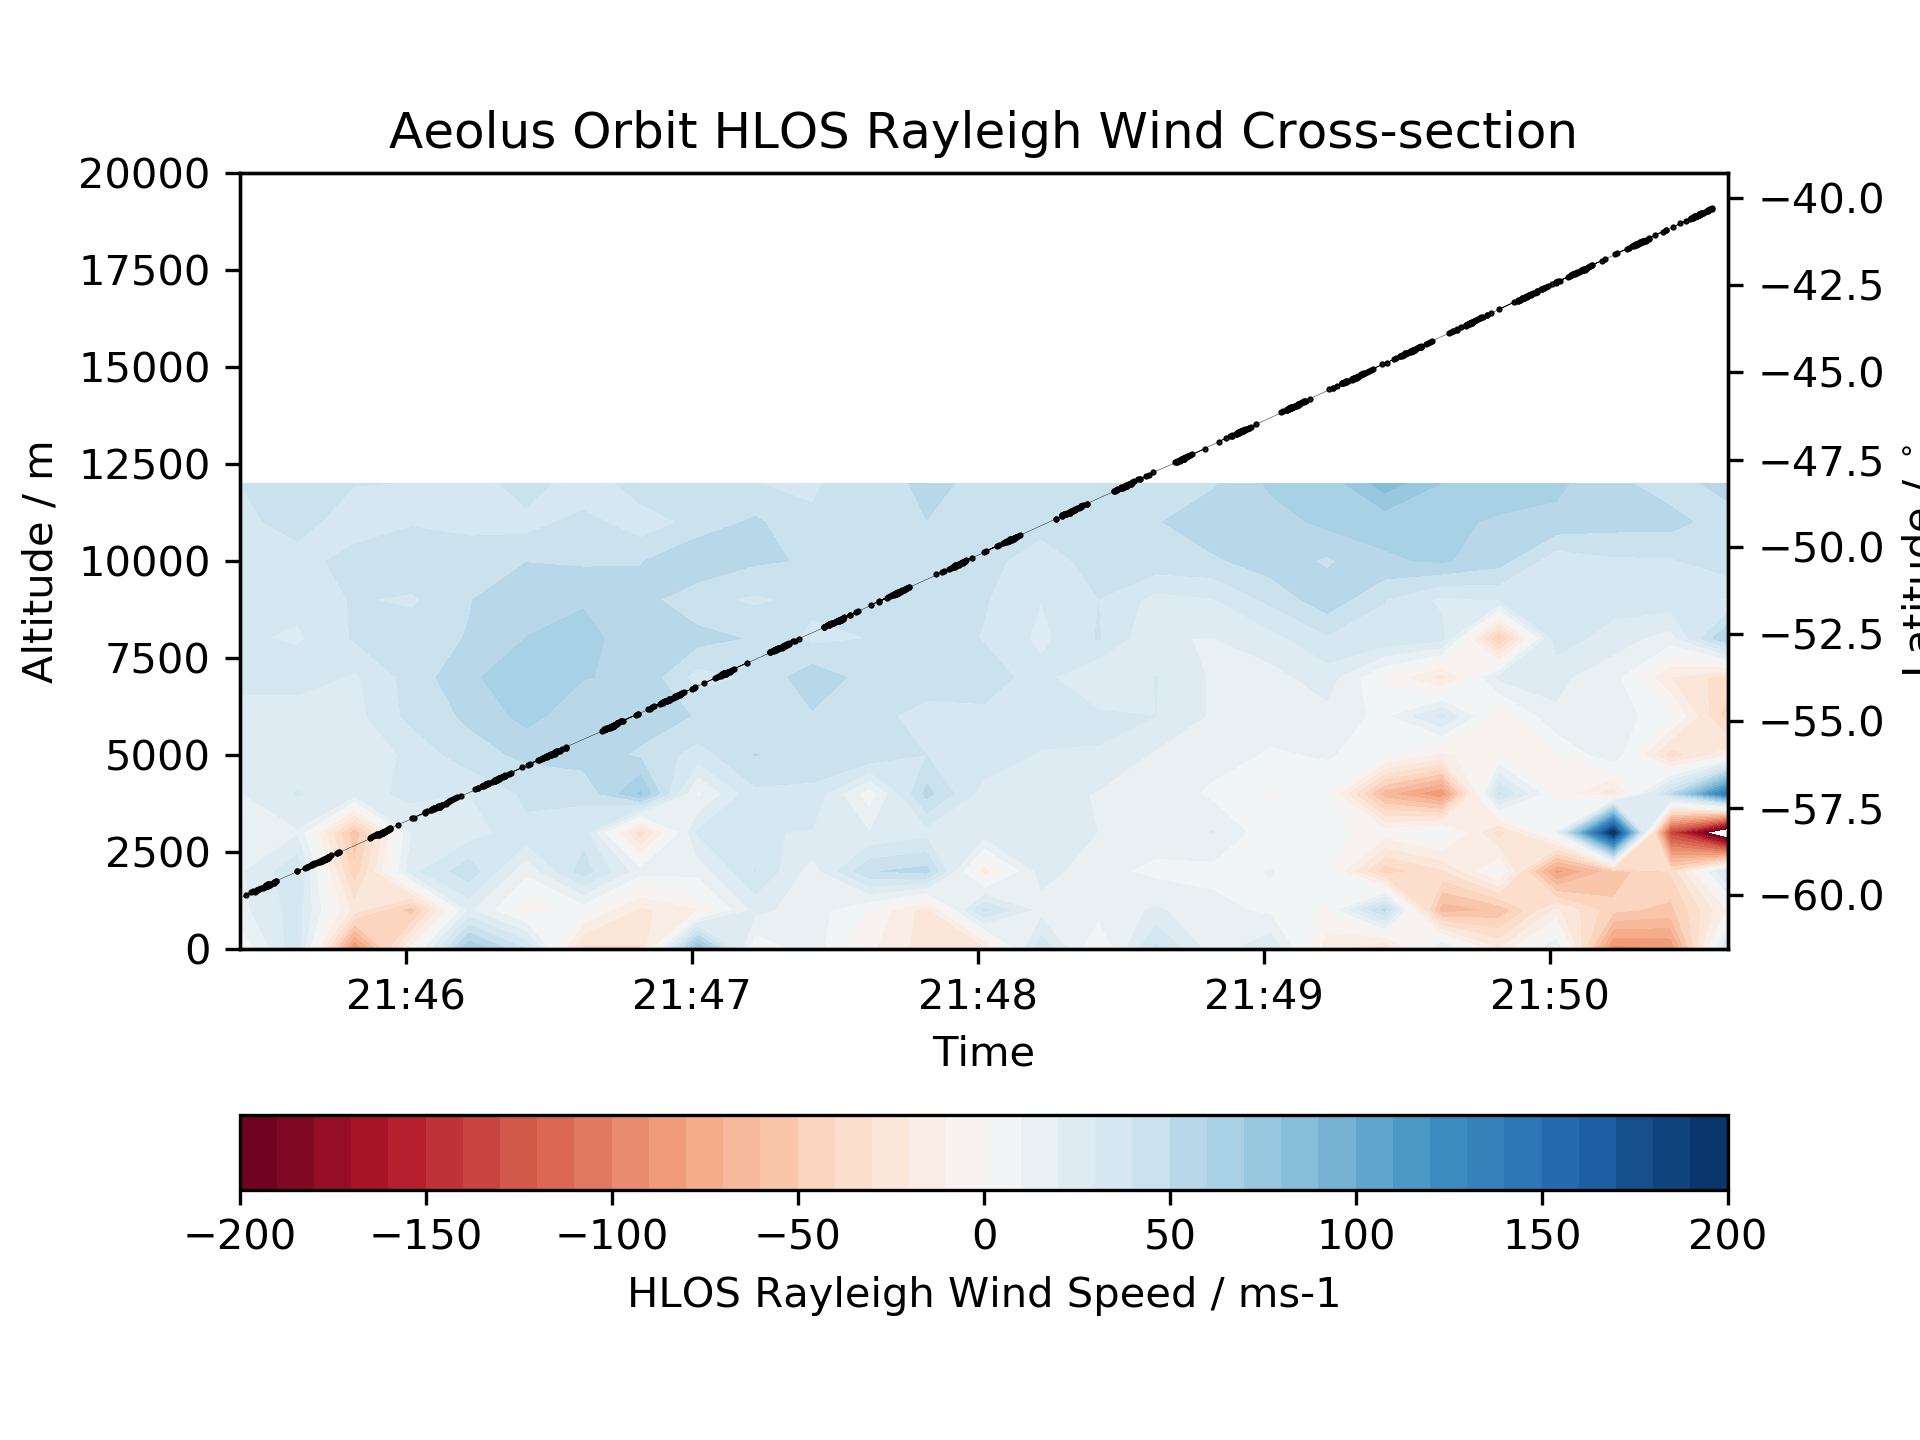 Aeolus Orbit HLOS Rayleigh Wind Cross-section
20000
17500
15000
12500
10000
7500
5000
2500
0
Altitude / m
−40.0
−42.5
−45.0
−47.5
−50.0
−52.5
−55.0
−57.5
−60.0
Latitude / °
21:46 21:47 21:48 21:49 21:50
Time
−200 −150 −100 −50 0 50 100 150 200
HLOS Rayleigh Wind Speed / ms-1